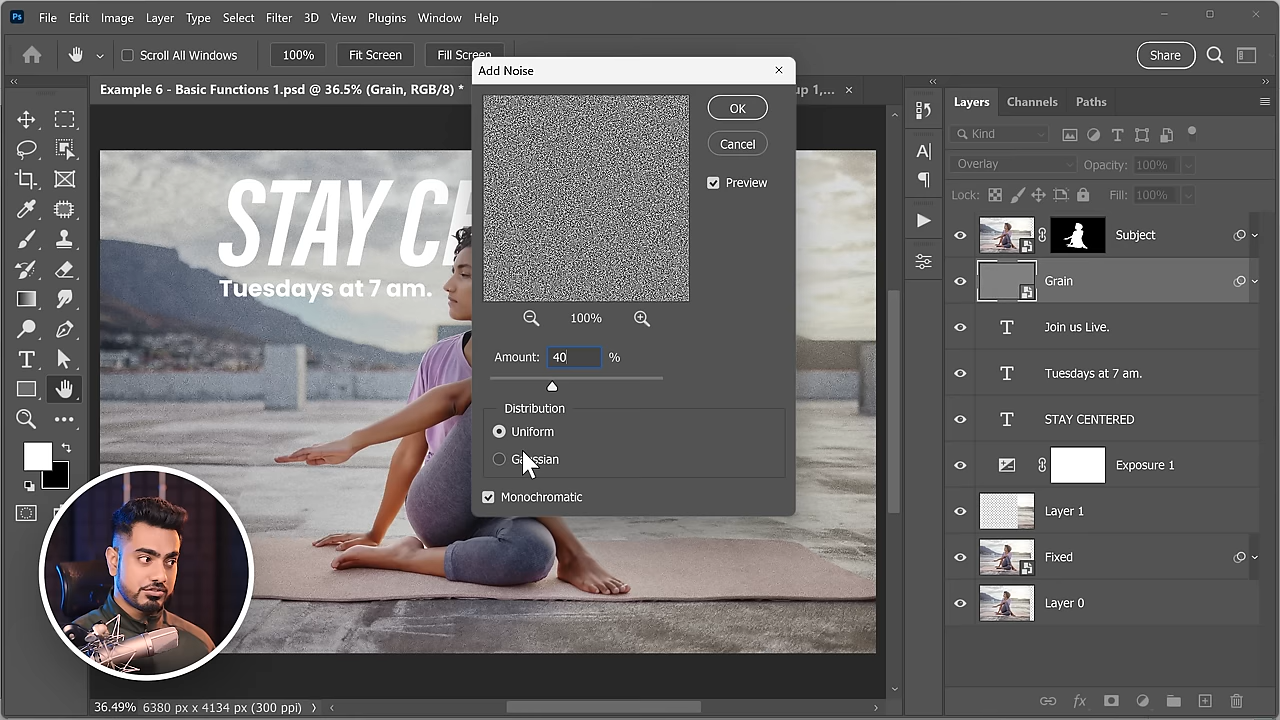 Ps File Edit Image Layer Type Select Filter 3D View Plugins Window Help
Scroll All Windows 100% Fit Screen Fill Screen Share
Example 6 - Basic Functions 1.psd @ 36.5% (Grain, RGB/8) *
up 1,...
Add Noise
OK
Cancel
Preview
100%
Amount: 40 %
Distribution
Uniform
Gaussian
Monochromatic
STAY CE
Tuesdays at 7 am.
Layers Channels Paths
Kind
Overlay Opacity: 100%
Lock: Fill: 100%
Subject
Grain
T Join us Live.
T Tuesdays at 7 am.
T STAY CENTERED
Exposure 1
Layer 1
Fixed
Layer 0
fx
36.49% 6380 px x 4134 px (300 ppi)